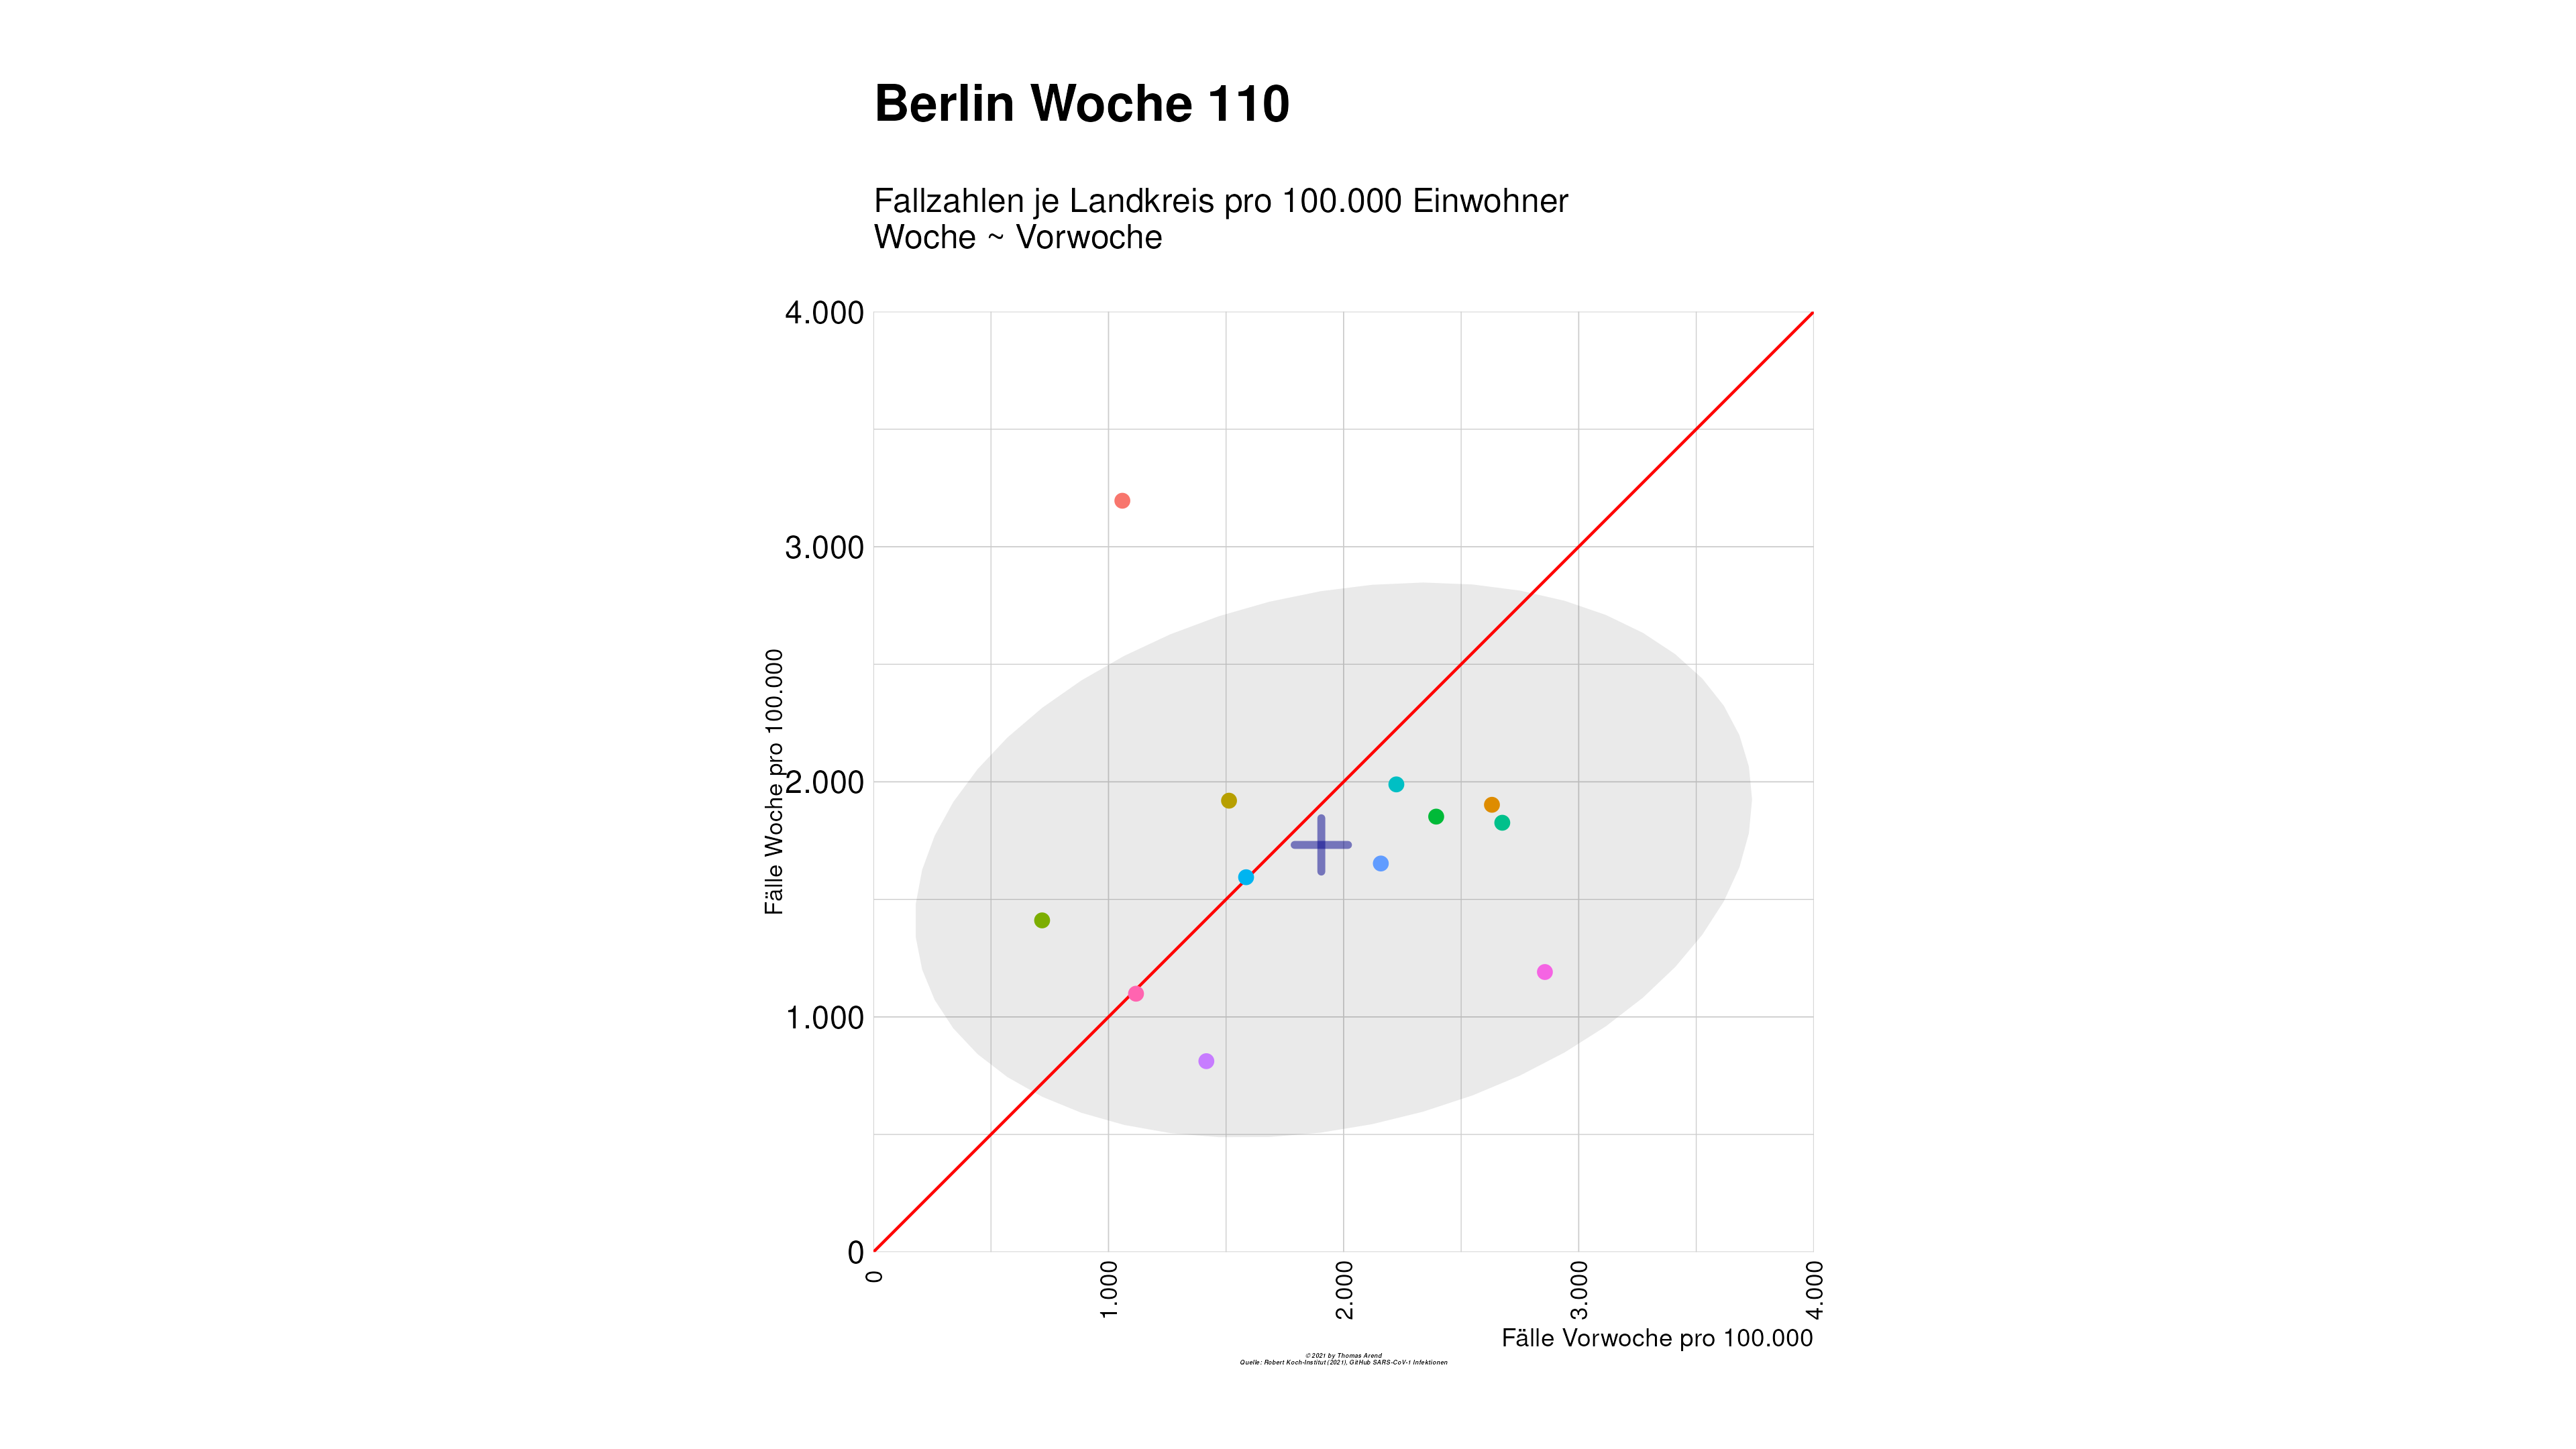 Berlin Woche 110
Fallzahlen je Landkreis pro 100.000 Einwohner
Woche ~ Vorwoche
4.000
3.000
2.000
1.000
0
Fälle Woche pro 100.000
0
1.000
2.000
3.000
4.000
Fälle Vorwoche pro 100.000
© 2021 by Thomas Arend
Quelle: Robert Koch-Institut (2021), GitHub SARS-CoV-1 Infektionen